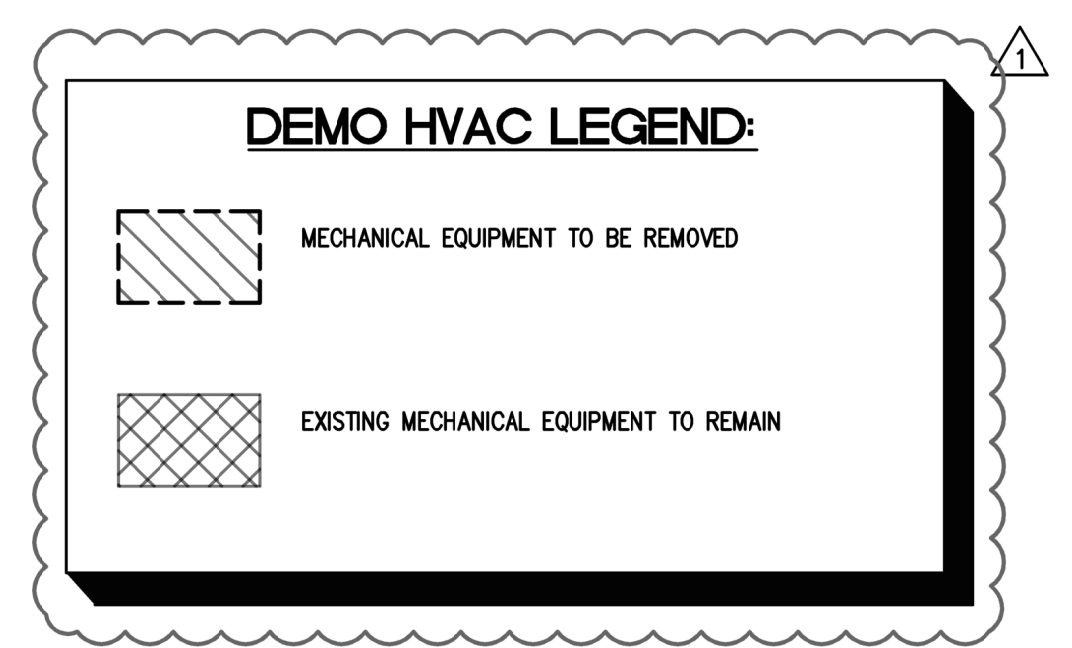 1
DEMO HVAC LEGEND:
MECHANICAL EQUIPMENT TO BE REMOVED
EXISTING MECHANICAL EQUIPMENT TO REMAIN